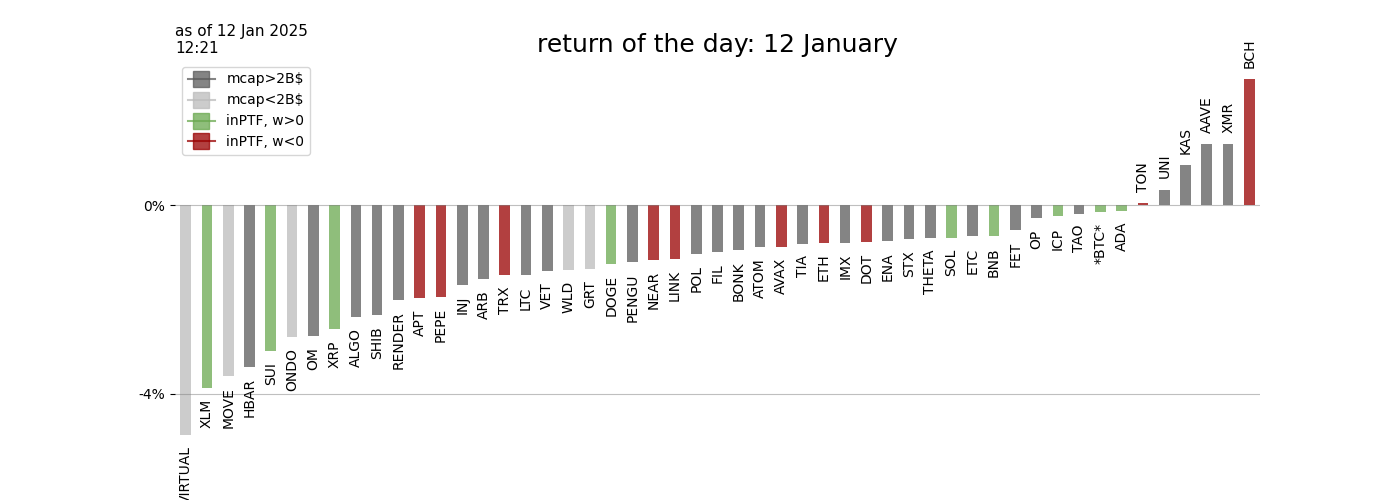 as of 12 Jan 2025
12:21
return of the day: 12 January
mcap>2B$
mcap<2B$
inPTF, w>0
inPTF, w<0
0%
-4%
VIRTUAL
XLM
MOVE
HBAR
SUI
ONDO
OM
XRP
ALGO
SHIB
RENDER
APT
PEPE
INJ
ARB
TRX
LTC
VET
WLD
GRT
DOGE
PENGU
NEAR
LINK
POL
FIL
BONK
ATOM
AVAX
TIA
ETH
IMX
DOT
ENA
STX
THETA
SOL
ETC
BNB
FET
OP
ICP
TAO
*BTC*
ADA
TON
UNI
KAS
AAVE
XMR
BCH